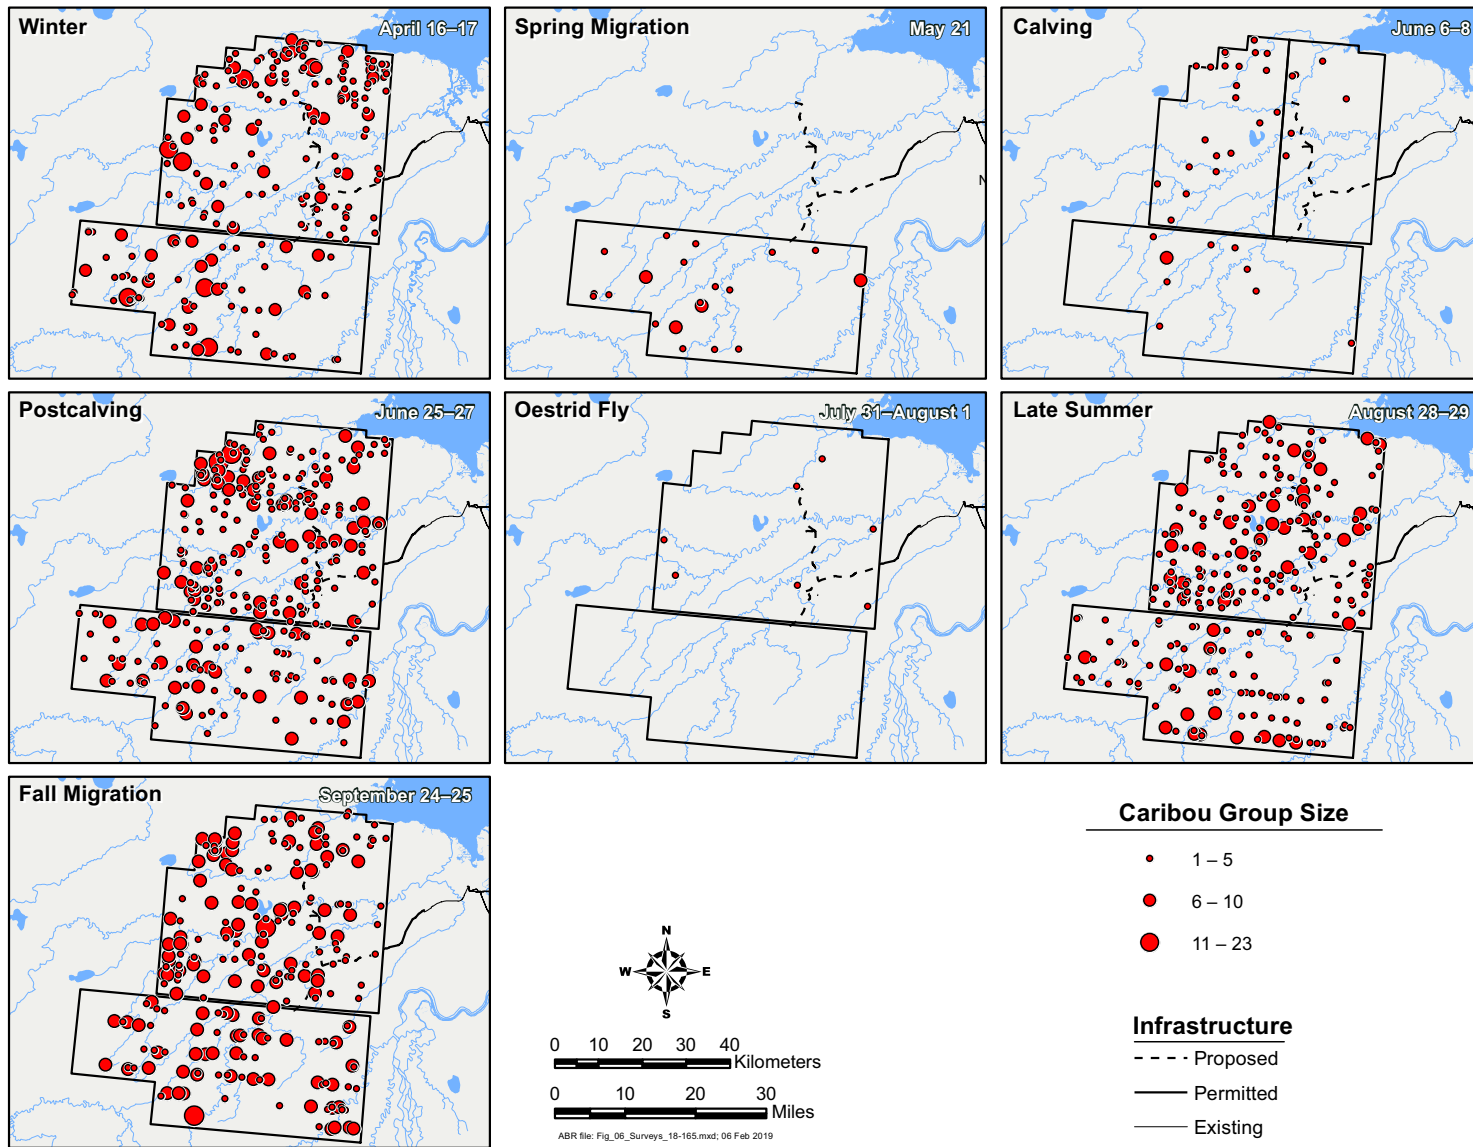 Winter
April 16–17
Spring Migration
May 21
N
Calving
June 6–8
Postcalving
June 25–27
Oestrid Fly
July 31–August 1
Late Summer
August 28–29
Fall Migration
September 24–25
N
W E
S
0 5 10 20 30 40
Kilometers
0 10 20 30
Miles
ABR file: Fig_06_Surveys_18-165.mxd; 06 Feb 2019
Caribou Group Size
1 – 5
6 – 10
11 – 23
Infrastructure
Proposed
Permitted
Existing